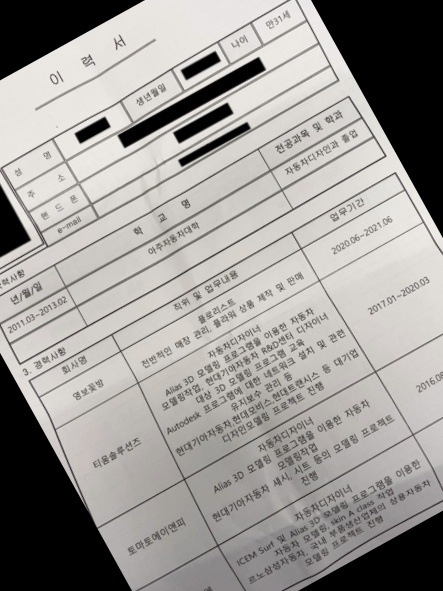 이 력 서
성 명
생년월일
나이
만31세
주 소
핸 드 폰
e-mail
학력사항
년/월/일
학 교 명
전공과목 및 학과
2011.03~2013.02
아주자동차대학
자동차디자인과 졸업
3. 경력사항
회사명
직위 및 업무내용
업무기간
영보꽃방
플로리스트
전반적인 매장 관리, 플라워 상품 제작 및 판매
2020.06~2021.06
티움솔루션즈
자동차디자이너
Alias 3D 모델링 프로그램을 이용한 자동차
모델링작업, 현대기아자동차 R&D센터 디자이너
대상 3D 모델링 프로그램 교육
Autodesk 프로그램에 대한 네트워크 설치 및 관련
유지보수 관리 등
현대기아자동차,현대모비스,현대트랜시스 등 대기업
디자인모델링 프로젝트 진행
2017.01~2020.03
토마토에이앤피
자동차디자이너
Alias 3D 모델링 프로그램을 이용한 자동차
모델링작업
현대기아자동차 섀시, 시트 등의 모델링 프로젝트
진행
자동차디자이너
ICEM Surf 및 Alias 3D 모델링 프로그램을 이용한
자동차 모델링, skin A class 작업
르노삼성자동차, 국내 부품생산업체의 상용자동차
모델링 프로젝트 진행